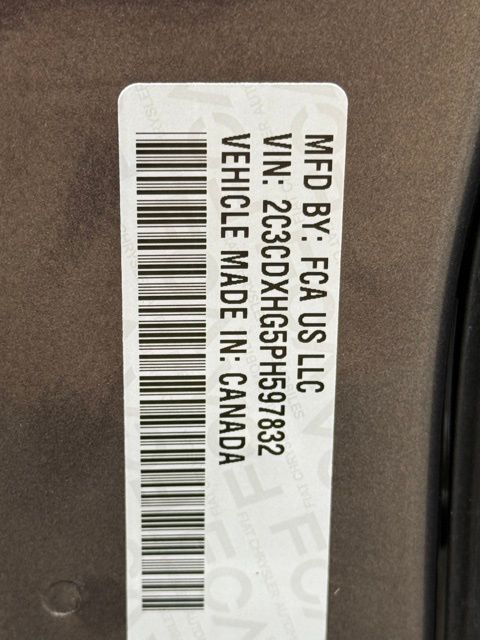 MFD BY: FCA US LLC
VIN: 2C3CDXHG5PH597832
VEHICLE MADE IN: CANADA